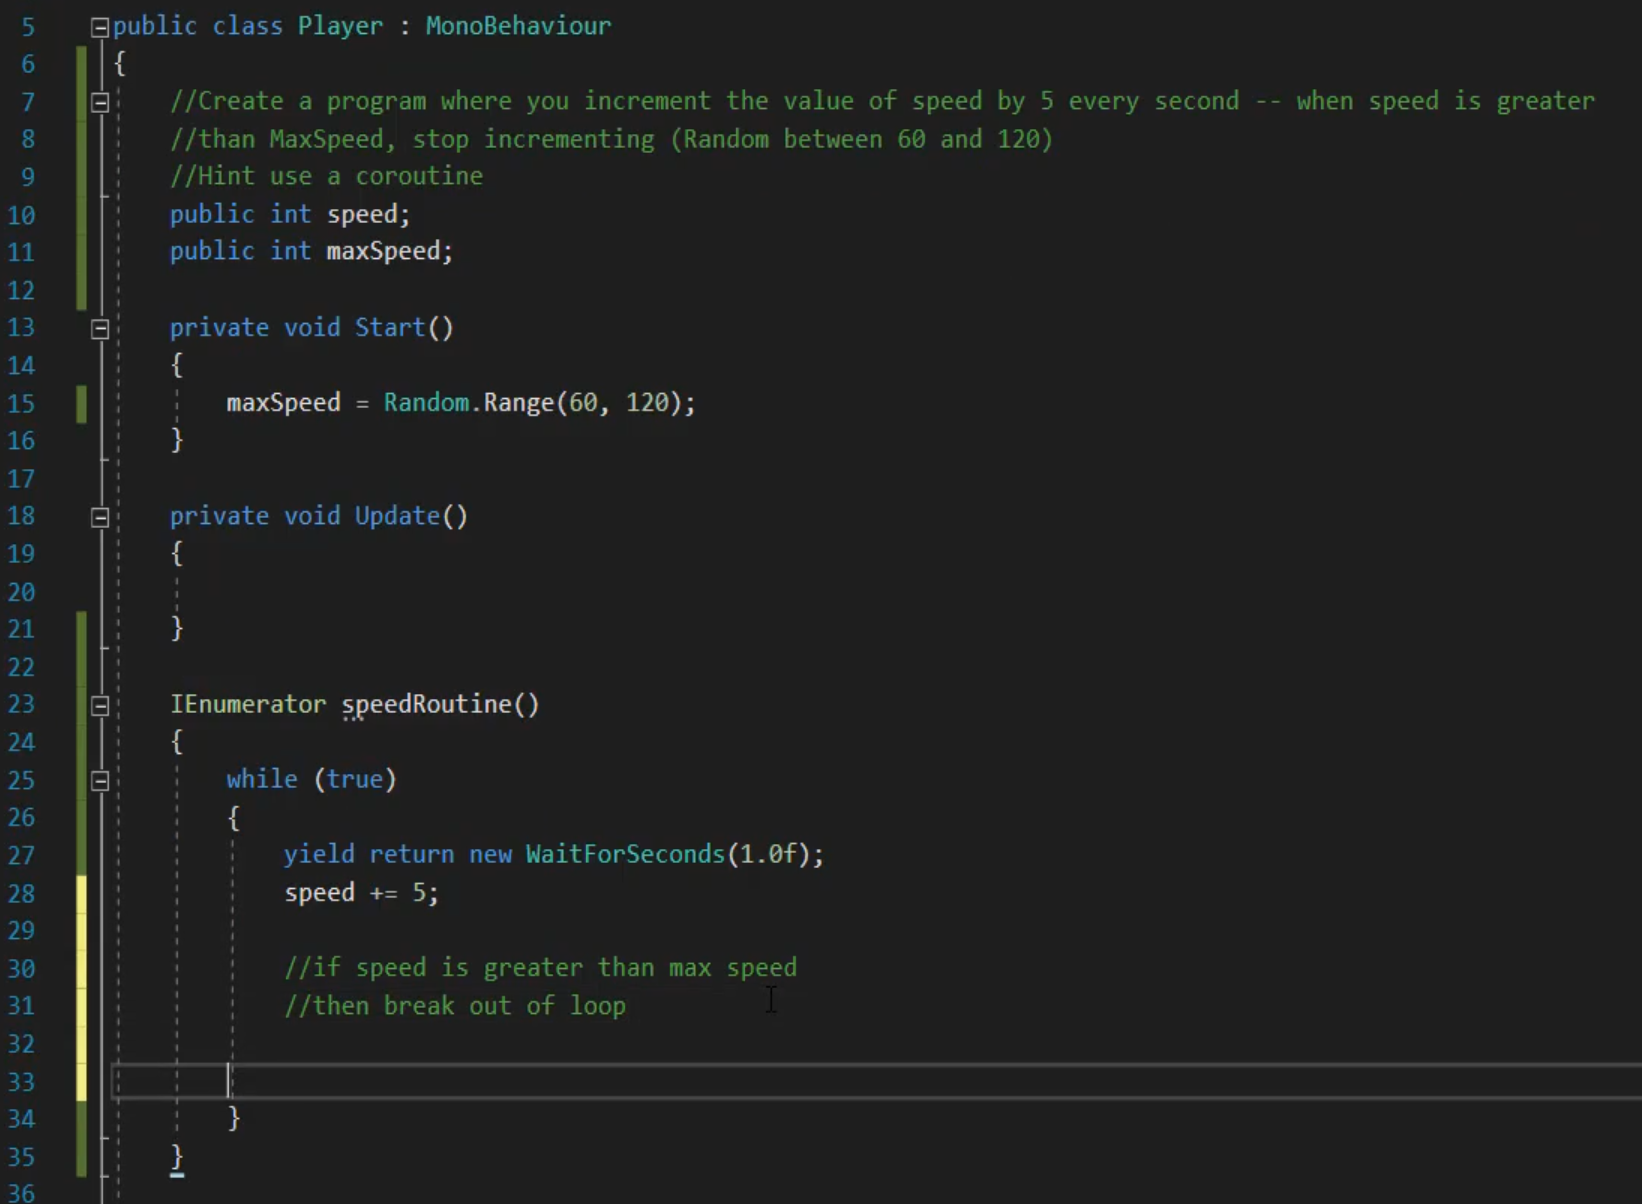 5 public class Player : MonoBehaviour
6 {
7 //Create a program where you increment the value of speed by 5 every second -- when speed is greater
8 //than MaxSpeed, stop incrementing (Random between 60 and 120)
9 //Hint use a coroutine
10 public int speed;
11 public int maxSpeed;
12
13 private void Start()
14 {
15 maxSpeed = Random.Range(60, 120);
16 }
17
18 private void Update()
19 {
20
21 }
22
23 IEnumerator speedRoutine()
24 {
25 while (true)
26 {
27 yield return new WaitForSeconds(1.0f);
28 speed += 5;
29
30 //if speed is greater than max speed
31 //then break out of loop
32
33
34 }
35 }
36